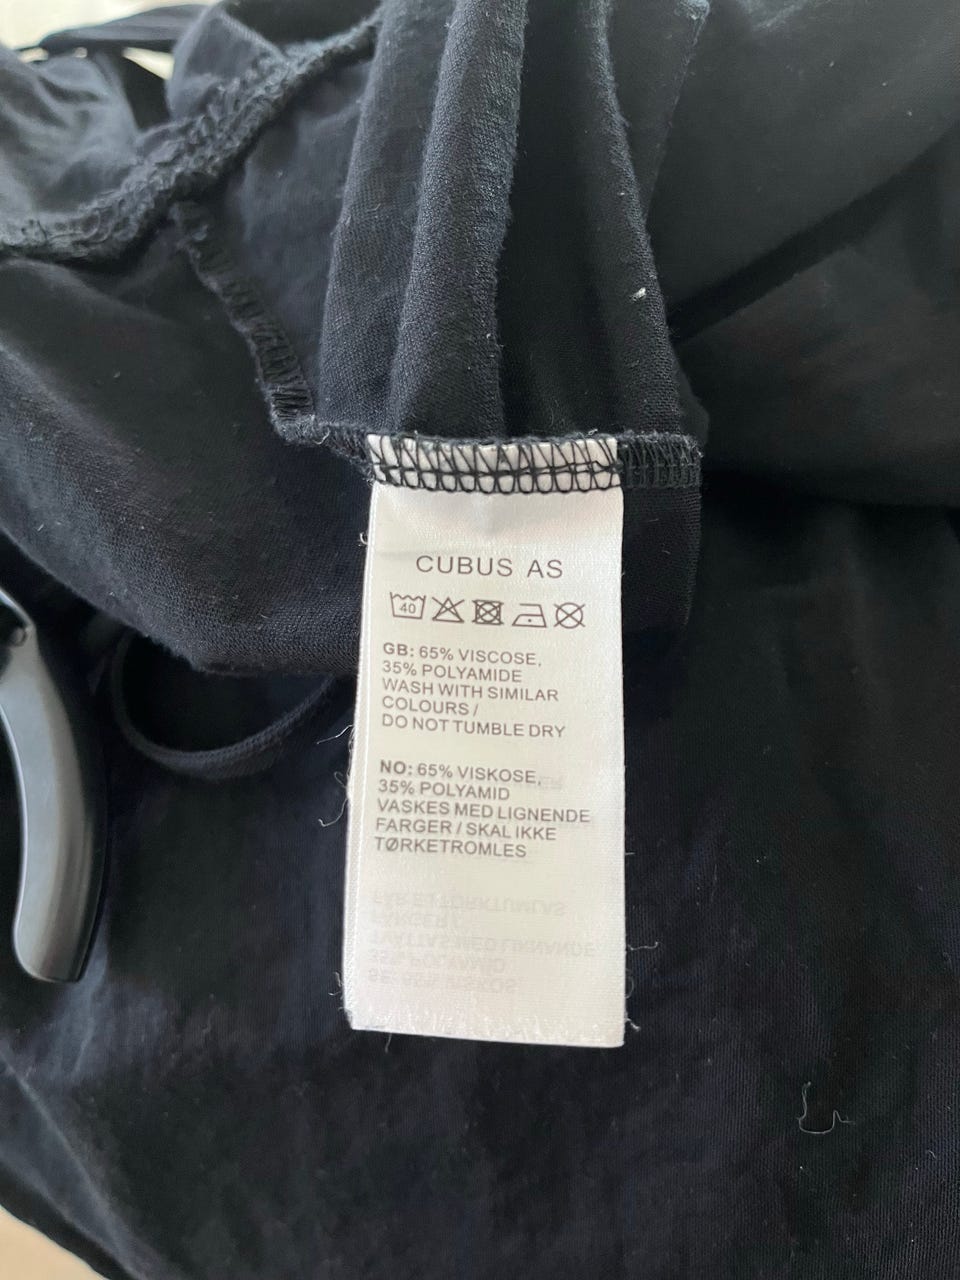 CUBUS AS
40
GB: 65% VISCOSE,
35% POLYAMIDE
WASH WITH SIMILAR
COLOURS /
DO NOT TUMBLE DRY
NO: 65% VISKOSE,
35% POLYAMID
VASKES MED LIGNENDE
FARGER / SKAL IKKE
TØRKETROMLES